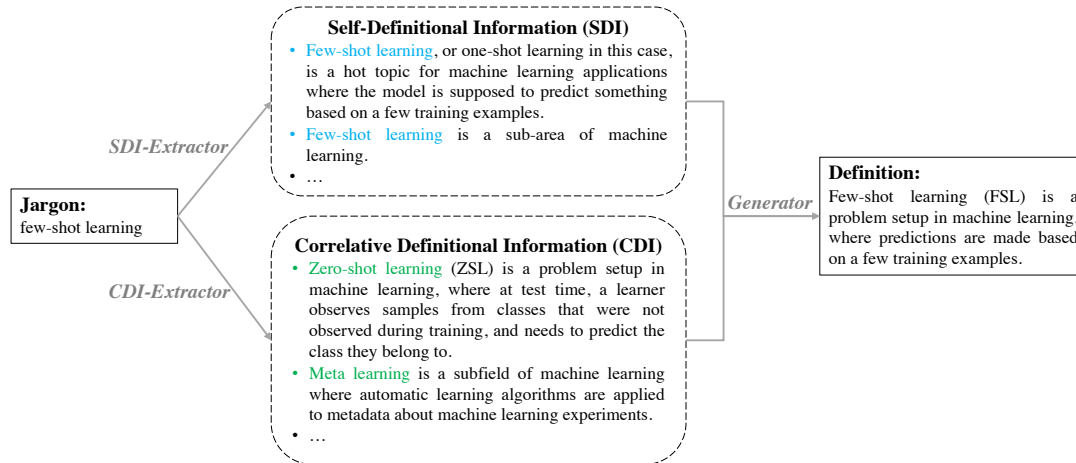 Self-Definitional Information (SDI)
• Few-shot learning, or one-shot learning in this case,
is a hot topic for machine learning applications
where the model is supposed to predict something
based on a few training examples.
• Few-shot learning is a sub-area of machine
learning.
• …
SDI-Extractor
Jargon:
few-shot learning
CDI-Extractor
Correlative Definitional Information (CDI)
• Zero-shot learning (ZSL) is a problem setup in
machine learning, where at test time, a learner
observes samples from classes that were not
observed during training, and needs to predict the
class they belong to.
• Meta learning is a subfield of machine learning
where automatic learning algorithms are applied
to metadata about machine learning experiments.
• …
Generator
Definition:
Few-shot learning (FSL) is a
problem setup in machine learning,
where predictions are made based
on a few training examples.